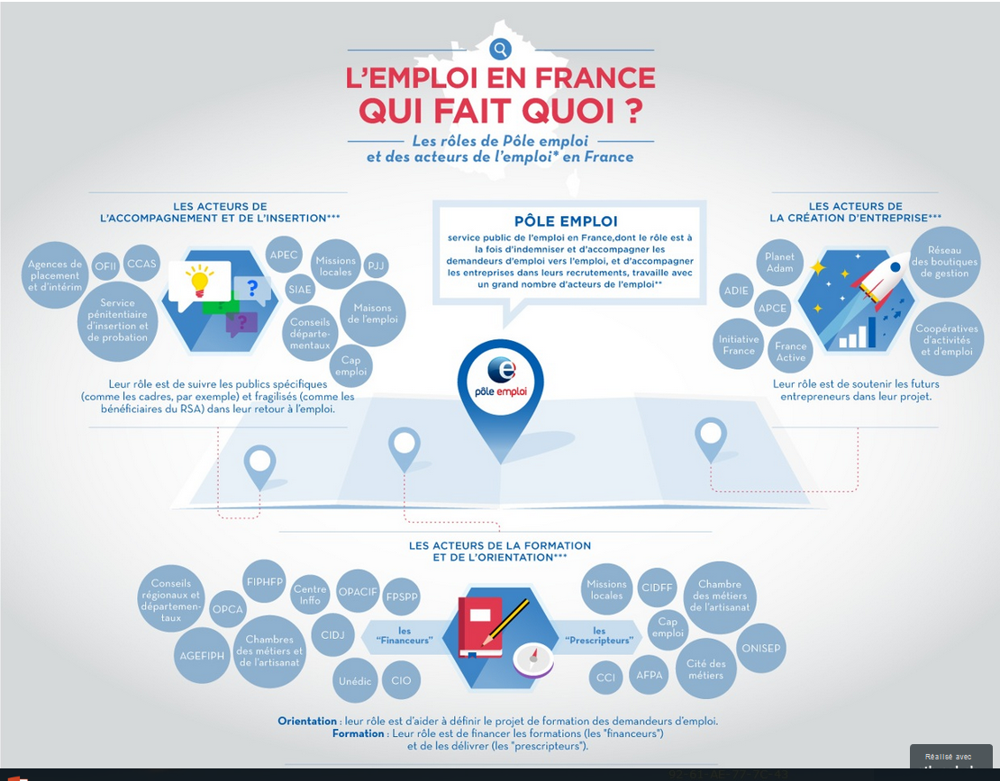 L'EMPLOI EN FRANCE
QUI FAIT QUOI ?
Les rôles de Pôle emploi
et des acteurs de l'emploi* en France
LES ACTEURS DE
L'ACCOMPAGNEMENT ET DE L'INSERTION***
Agences de
placement
et d'intérim
OFII
CCAS
Service
pénitentiaire
d'insertion et
de probation
?
?
?
APEC
Missions
locales
PJJ
SIAE
Conseils
départe-
mentaux
Maisons
de l'emploi
Cap
emploi
Leur rôle est de suivre les publics spécifiques
(comme les cadres, par exemple) et fragilisés (comme les
bénéficiaires du RSA) dans leur retour à l'emploi.
PÔLE EMPLOI
service public de l'emploi en France,dont le rôle est à
la fois d'indemniser et d'accompagner les
demandeurs d'emploi vers l'emploi, et d'accompagner
les entreprises dans leurs recrutements, travaille avec
un grand nombre d'acteurs de l'emploi**
e
pôle emploi
LES ACTEURS DE
LA CRÉATION D'ENTREPRISE***
Planet
Adam
ADIE
APCE
Initiative
France
France
Active
Réseau
des boutiques
de gestion
Coopératives
d'activités
et d'emploi
Leur rôle est de soutenir les futurs
entrepreneurs dans leur projet.
LES ACTEURS DE LA FORMATION
ET DE L'ORIENTATION***
Conseils
régionaux et
départemen-
taux
OPCA
FIPHFP
Centre
Inffo
OPACIF
FPSPP
AGEFIPH
Chambres
des métiers et
de l'artisanat
CIDJ
Unédic
CIO
les
"Financeurs"
les
"Prescripteurs"
Missions
locales
CIDFF
Chambre
des métiers
de l'artisanat
Cap
emploi
ONISEP
CCI
AFPA
Cité des
métiers
Orientation : leur rôle est d'aider à définir le projet de formation des demandeurs d'emploi.
Formation : Leur rôle est de financer les formations (les "financeurs")
et de les délivrer (les "prescripteurs").
Réalisé avec